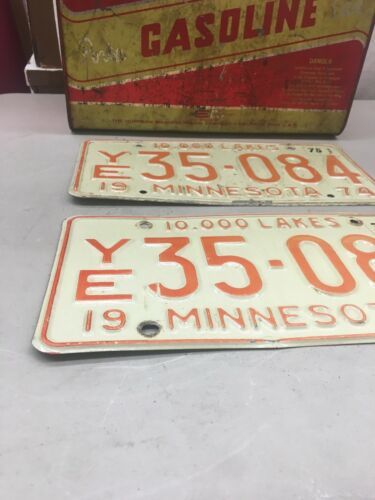 GASOLINE
DANGER
10,000 LAKES 78
YE 35-084
19 MINNESOTA 74
10,000 LAKES
YE 35-08
19 MINNESOT